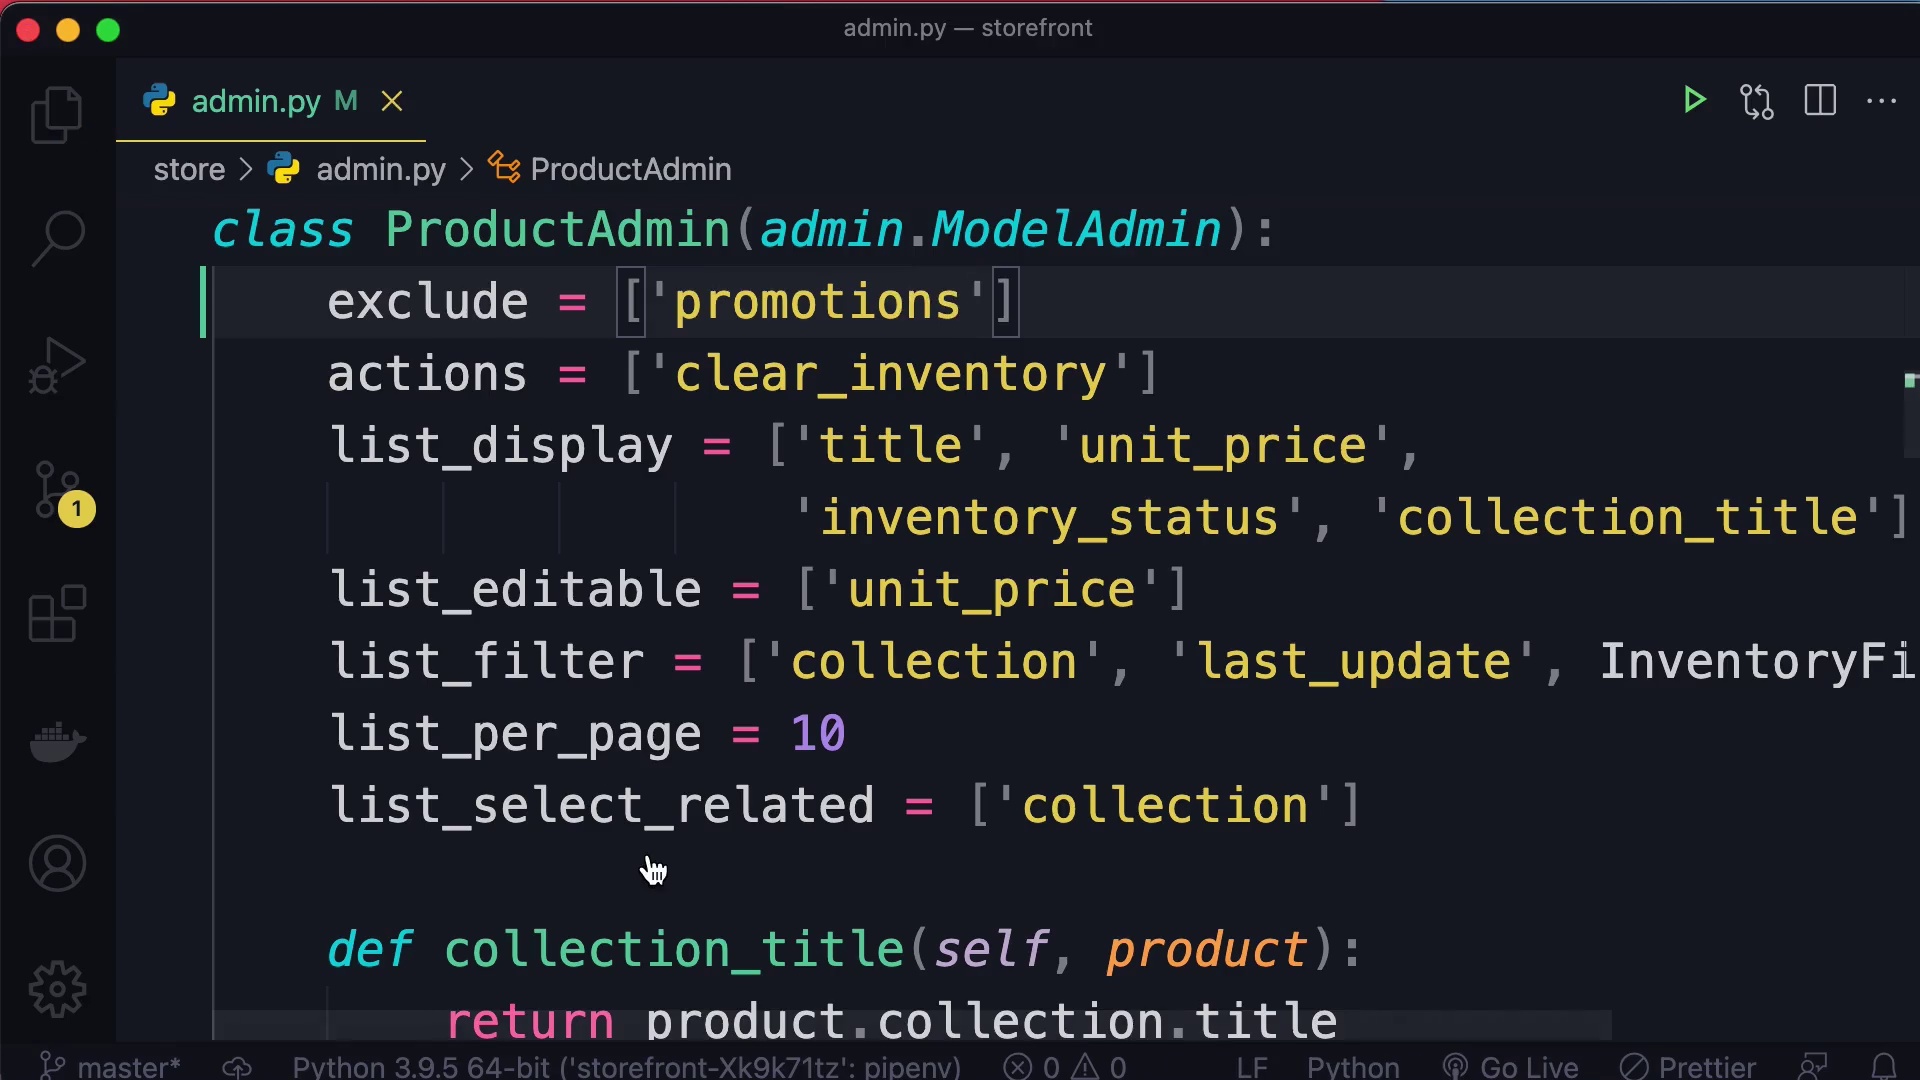 admin.py — storefront
admin.py M
store > admin.py > ProductAdmin
class ProductAdmin(admin.ModelAdmin):
exclude = ['promotions']
actions = ['clear_inventory']
list_display = ['title', 'unit_price',
'inventory_status', 'collection_title']
list_editable = ['unit_price']
list_filter = ['collection', 'last_update', InventoryFi
list_per_page = 10
list_select_related = ['collection']
def collection_title(self, product):
return product.collection.title
1
master* Python 3.9.5 64-bit ('storefront-Xk9k71tz': pipenv) 0 0 LF Python Go Live Prettier